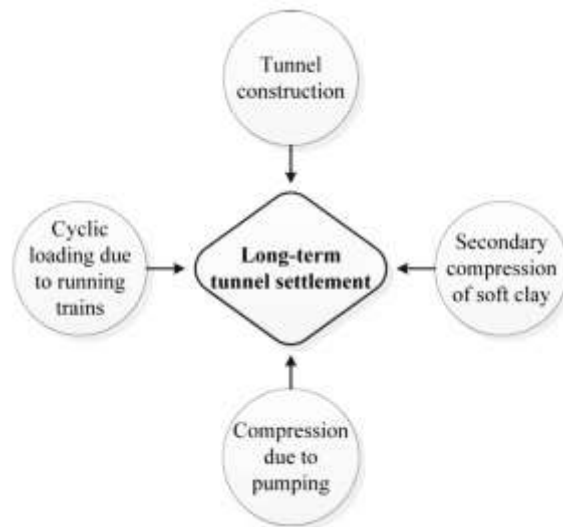 Tunnel
construction
Cyclic
loading due
to running
trains
Long-term
tunnel settlement
Secondary
compression
of soft clay
Compression
due to
pumping